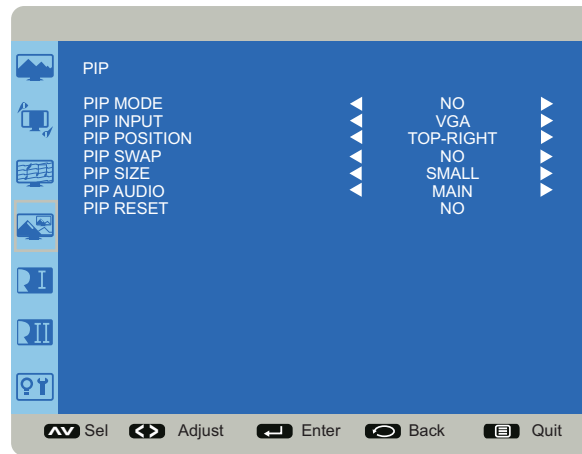 PIP
PIP MODE NO
PIP INPUT VGA
PIP POSITION TOP-RIGHT
PIP SWAP NO
PIP SIZE SMALL
PIP AUDIO MAIN
PIP RESET NO
I
II
Sel Adjust Enter Back Quit